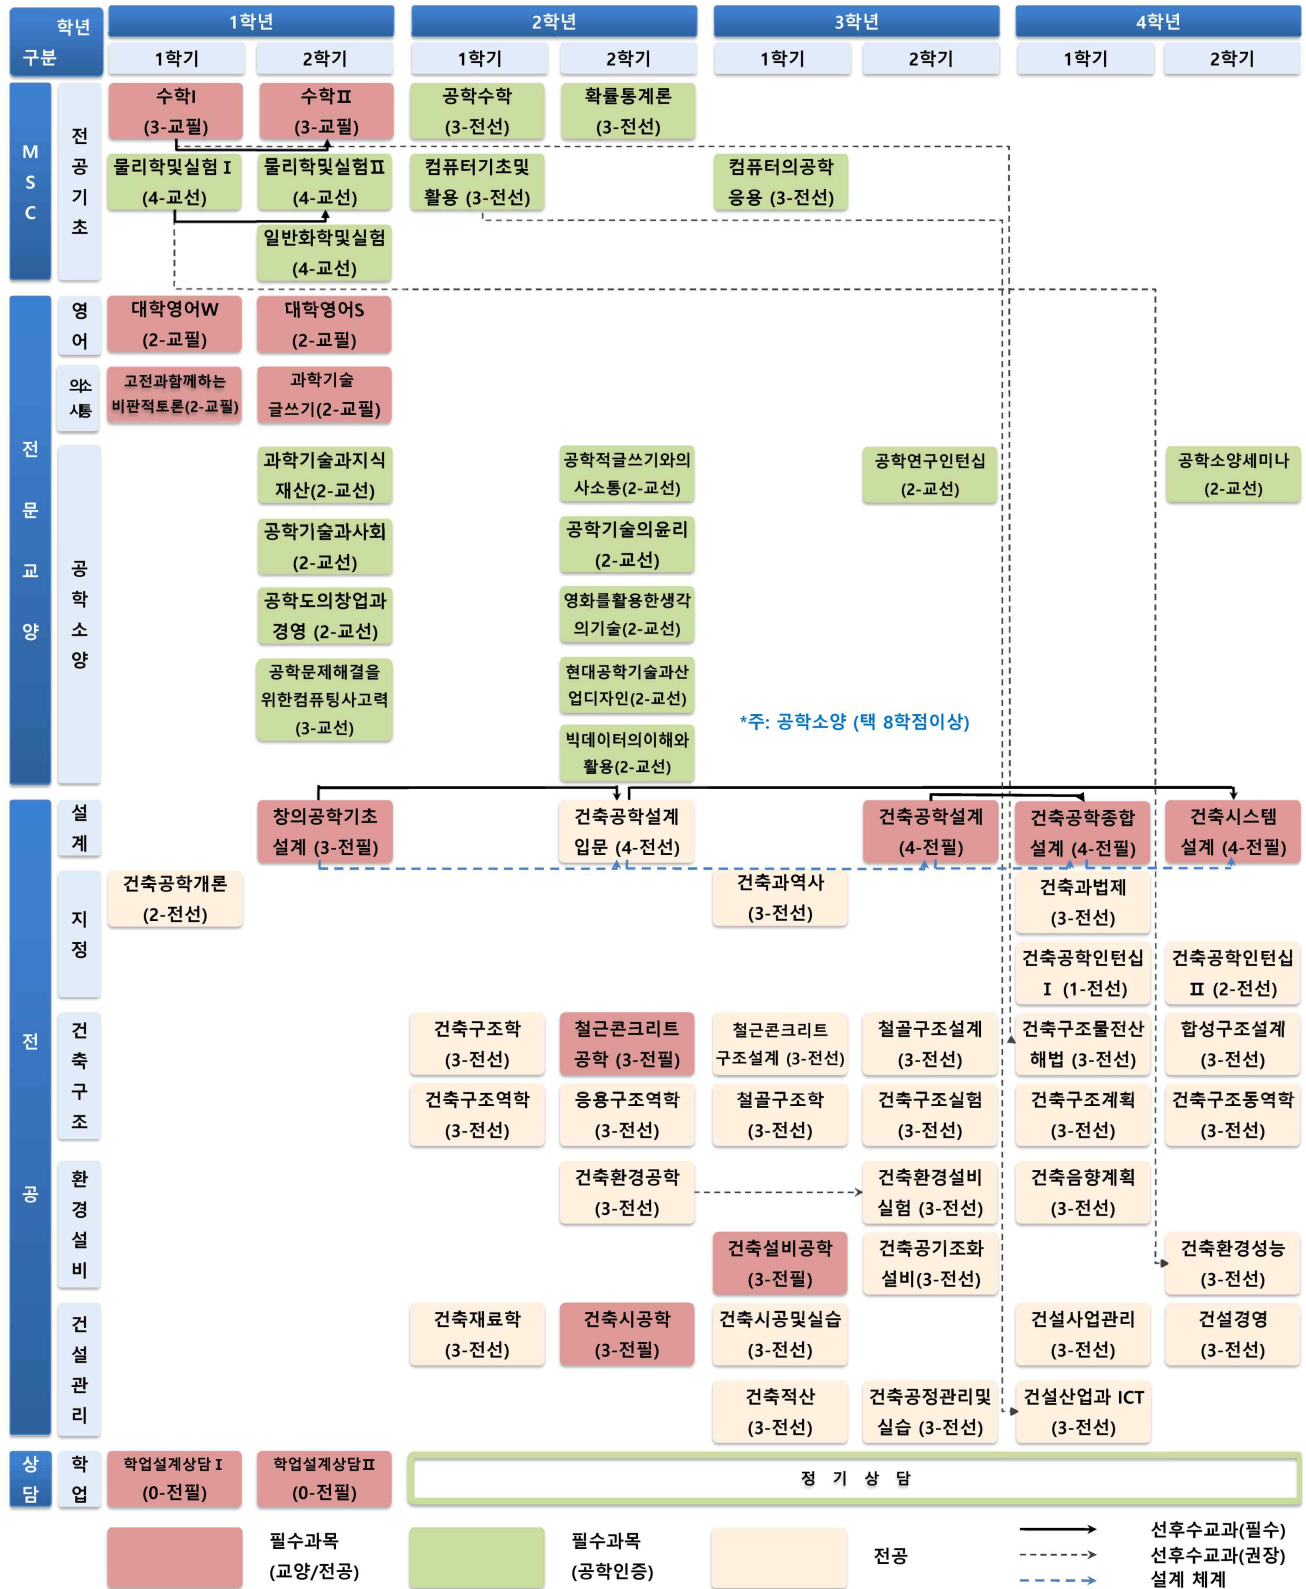 학년
구분
1학년
2학년
3학년
4학년
1학기
2학기
1학기
2학기
1학기
2학기
1학기
2학기
M
S
C
전
공
기
초
수학I
(3-교필)
수학Ⅱ
(3-교필)
공학수학
(3-전선)
확률통계론
(3-전선)
물리학및실험 I
(4-교선)
물리학및실험Ⅱ
(4-교선)
컴퓨터기초및
활용 (3-전선)
컴퓨터의공학
응용 (3-전선)
일반화학및실험
(4-교선)
전
문
교
양
영
어
대학영어W
(2-교필)
대학영어S
(2-교필)
의소
시통
고전과함께하는
비판적토론(2-교필)
과학기술
글쓰기(2-교필)
공
학
소
양
과학기술과지식
재산(2-교선)
공학적글쓰기와의
사소통(2-교선)
공학연구인턴십
(2-교선)
공학소양세미나
(2-교선)
공학기술과사회
(2-교선)
공학기술의윤리
(2-교선)
공학도의창업과
경영 (2-교선)
영화를활용한생각
의기술(2-교선)
공학문제해결을
위한컴퓨팅사고력
(3-교선)
현대공학기술과산
업디자인(2-교선)
*주: 공학소양 (택 8학점이상)
빅데이터의이해와
활용(2-교선)
전
공
설
계
창의공학기초
설계 (3-전필)
건축공학설계
입문 (4-전선)
건축공학설계
(4-전필)
건축공학종합
설계 (4-전필)
건축시스템
설계 (4-전필)
지
정
건축공학개론
(2-전선)
건축과역사
(3-전선)
건축과법제
(3-전선)
건축공학인턴십
I (1-전선)
건축공학인턴십
Ⅱ (2-전선)
건
축
구
조
건축구조학
(3-전선)
철근콘크리트
공학 (3-전필)
철근콘크리트
구조설계 (3-전선)
철골구조설계
(3-전선)
건축구조물전산
해법 (3-전선)
합성구조설계
(3-전선)
건축구조역학
(3-전선)
응용구조역학
(3-전선)
철골구조학
(3-전선)
건축구조실험
(3-전선)
건축구조계획
(3-전선)
건축구조동역학
(3-전선)
환
경
설
비
건축환경공학
(3-전선)
건축환경설비
실험 (3-전선)
건축음향계획
(3-전선)
건축설비공학
(3-전필)
건축공기조화
설비(3-전선)
건축환경성능
(3-전선)
건
설
관
리
건축재료학
(3-전선)
건축시공학
(3-전필)
건축시공및실습
(3-전선)
건설사업관리
(3-전선)
건설경영
(3-전선)
건축적산
(3-전선)
건축공정관리및
실습 (3-전선)
건설산업과 ICT
(3-전선)
상
담
학
업
학업설계상담 I
(0-전필)
학업설계상담Ⅱ
(0-전필)
정 기 상 담
필수과목
(교양/전공)
필수과목
(공학인증)
전공
선후수교과(필수)
선후수교과(권장)
설계 체계